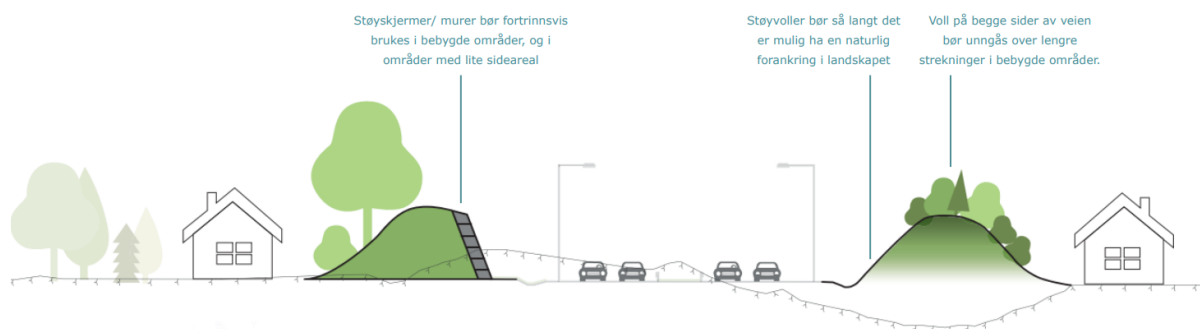 Støyskjermer/ murer bør fortrinnsvis
brukes i bebygde områder, og i
områder med lite sideareal
Støyvoller bør så langt det
er mulig ha en naturlig
forankring i landskapet
Voll på begge sider av veien
bør unngås over lengre
strekninger i bebygde områder.